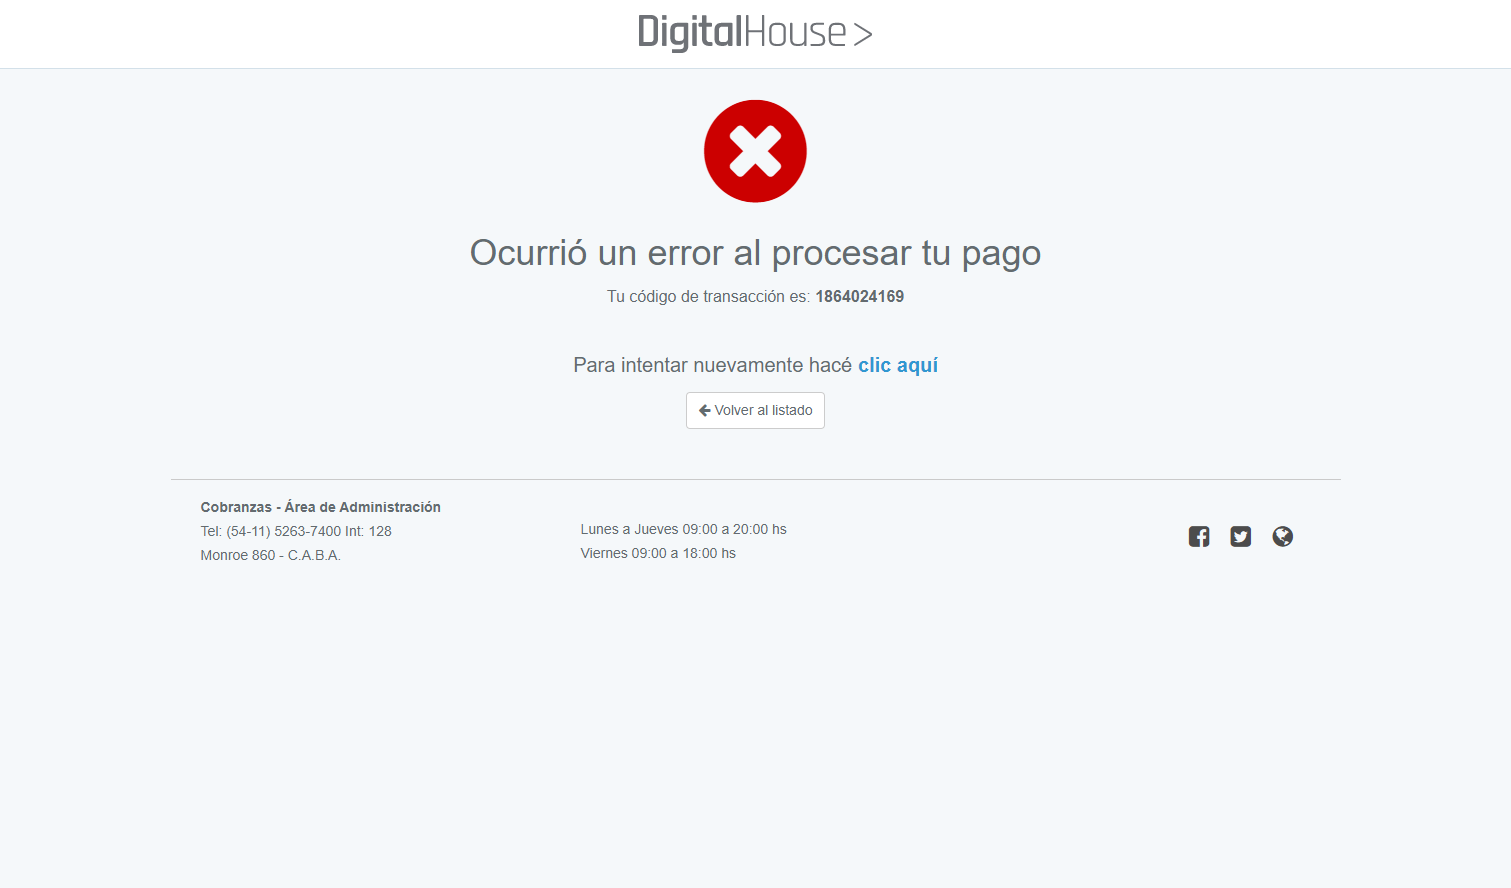 DigitalHouse>
Ocurrió un error al procesar tu pago
Tu código de transacción es: 1864024169
Para intentar nuevamente hacé clic aquí
Volver al listado
Cobranzas - Área de Administración
Tel: (54-11) 5263-7400 Int: 128
Monroe 860 - C.A.B.A.
Lunes a Jueves 09:00 a 20:00 hs
Viernes 09:00 a 18:00 hs